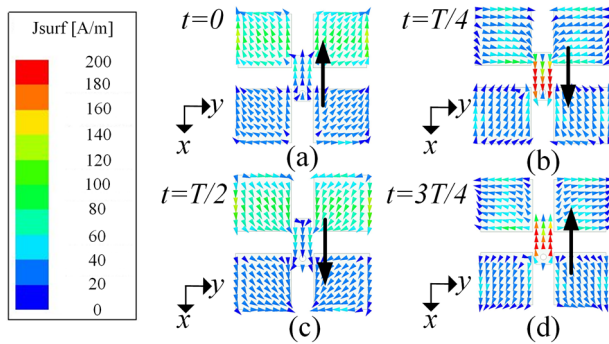 Jsurf [A/m]
200
180
160
140
120
100
80
60
40
20
0
t=0
y
x
(a)
t=T/4
y
x
(b)
t=T/2
y
x
(c)
t=3T/4
y
x
(d)